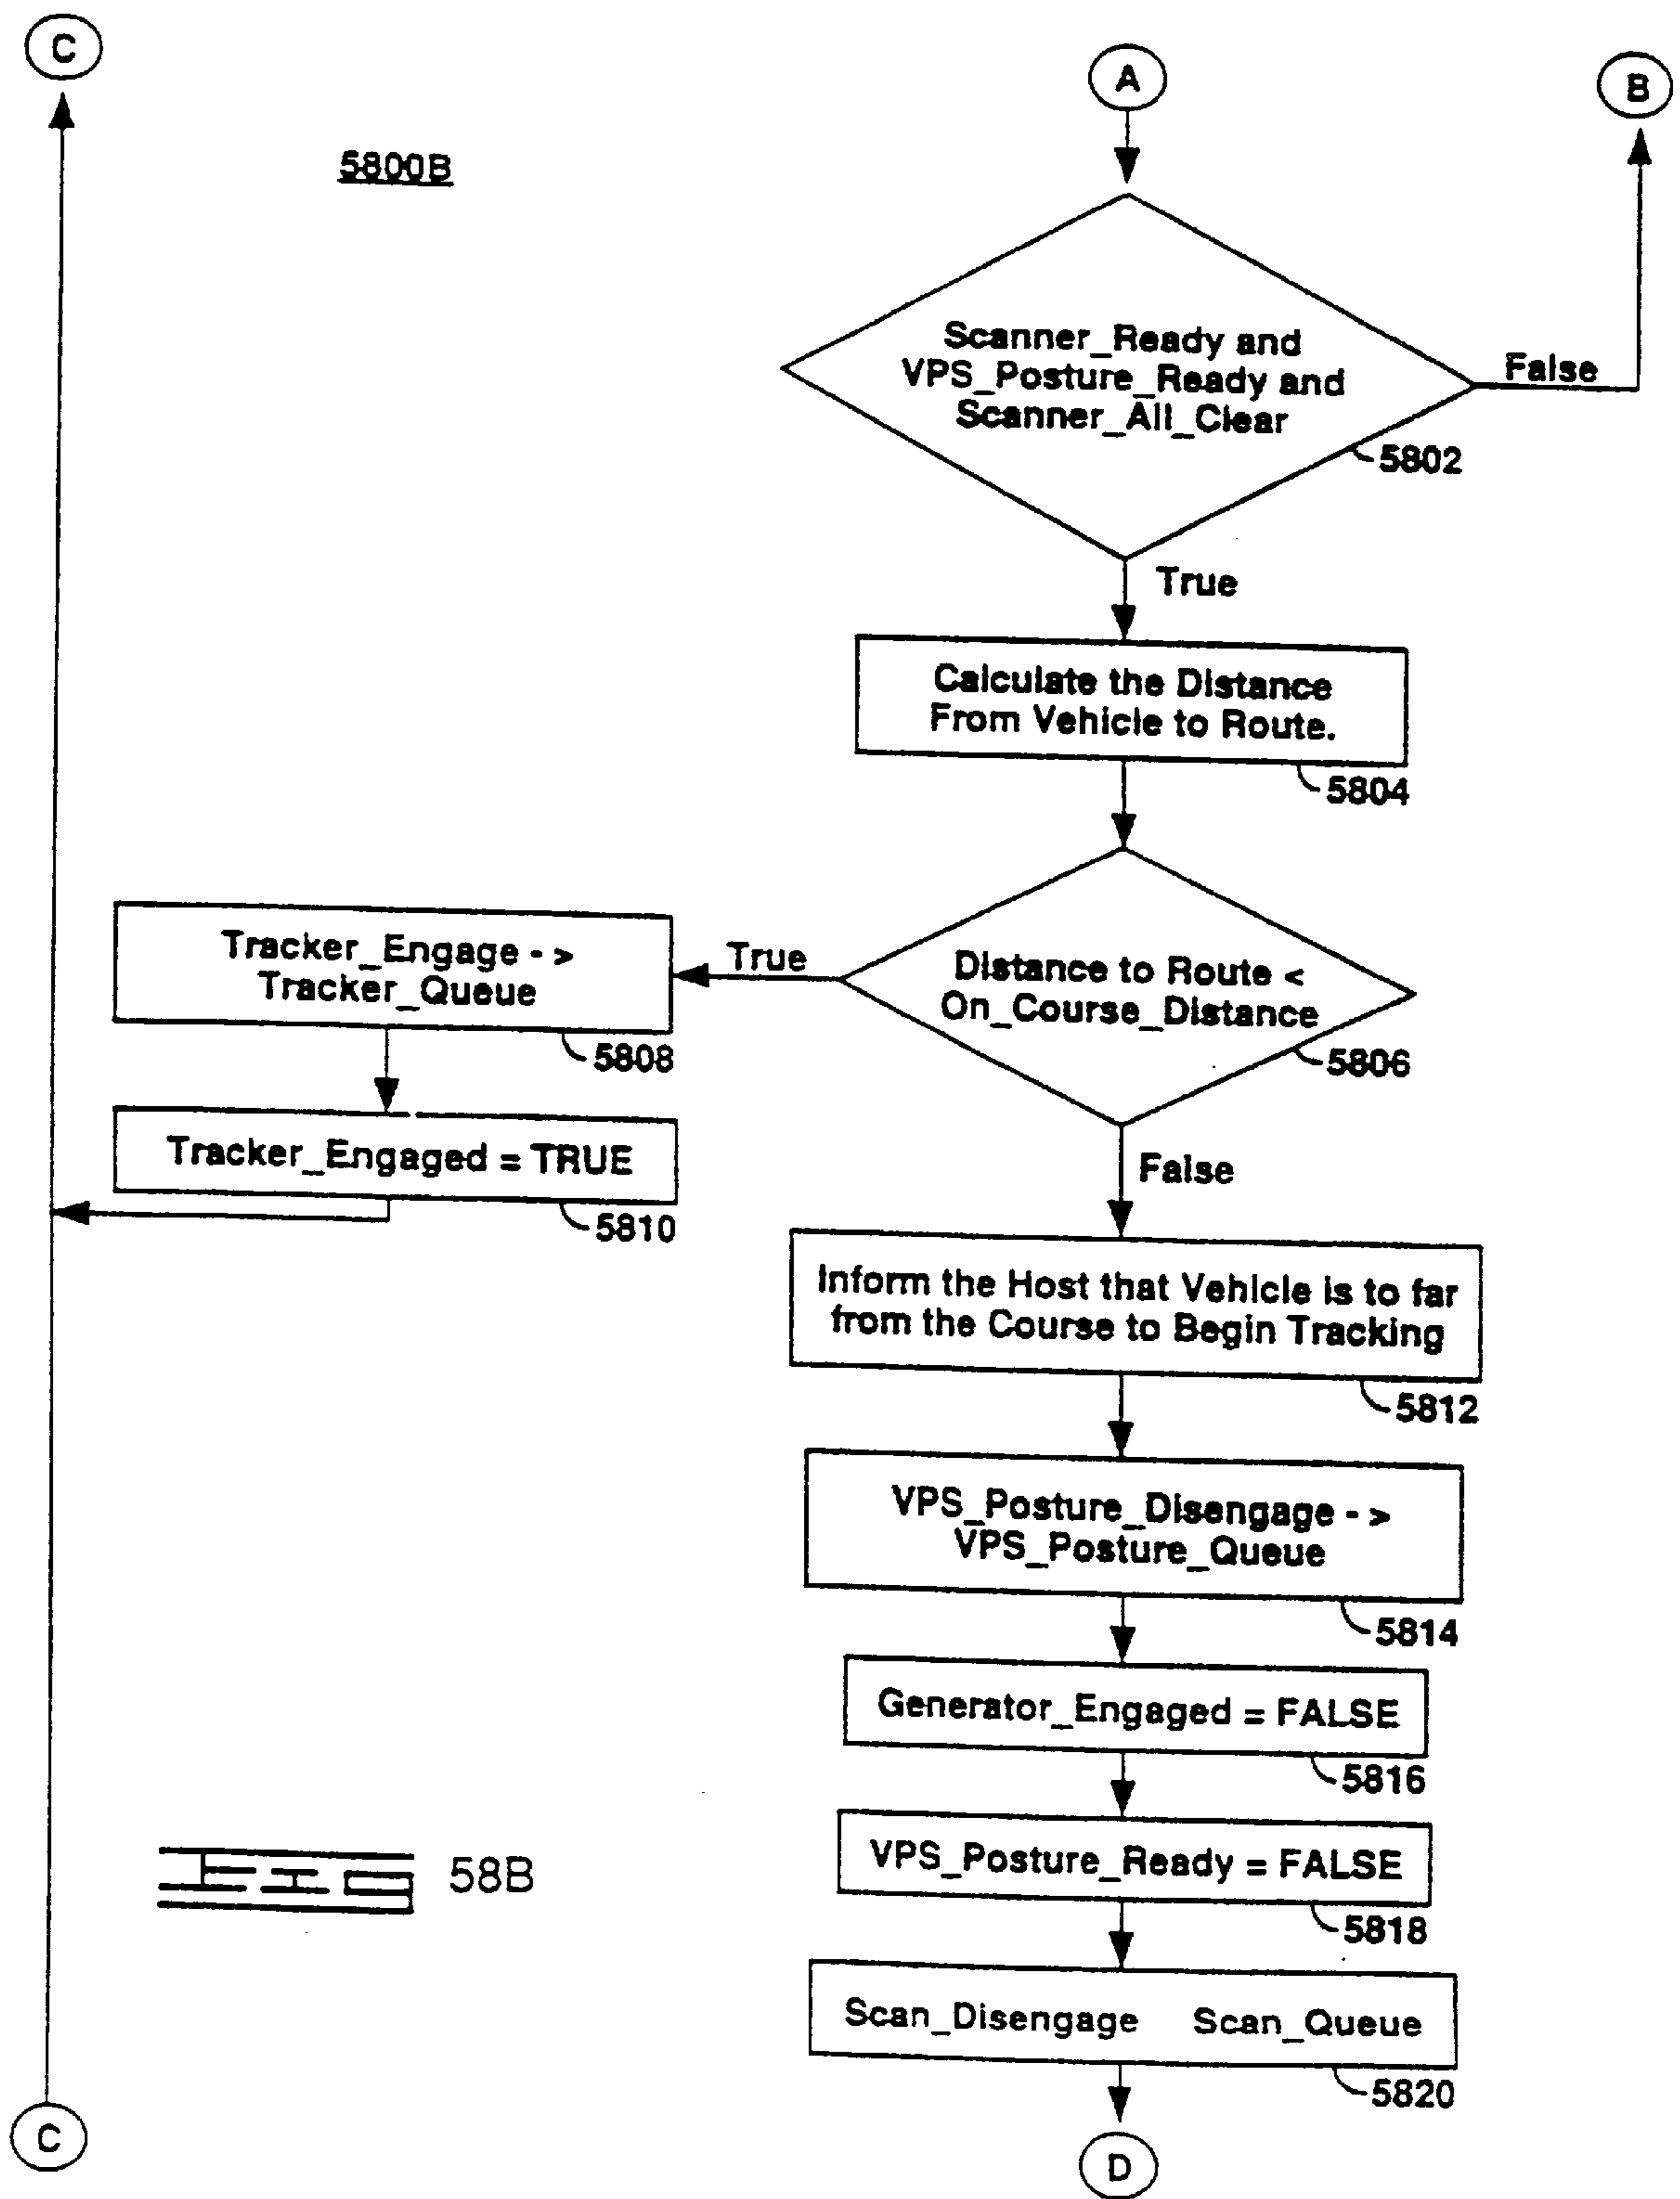 C
A
B
5800B
Scanner_Ready and
VPS_Posture_Ready and
Scanner_All_Clear
False
5802
True
Calculate the Distance
From Vehicle to Route.
5804
Tracker_Engage - >
Tracker_Queue
5808
True
Distance to Route <
On_Course_Distance
5806
Tracker_Engaged = TRUE
5810
False
Inform the Host that Vehicle is to far
from the Course to Begin Tracking
5812
VPS_Posture_Disengage - >
VPS_Posture_Queue
5814
Generator_Engaged = FALSE
5816
VPS_Posture_Ready = FALSE
5818
FIG 58B
Scan_Disengage Scan_Queue
5820
C
D